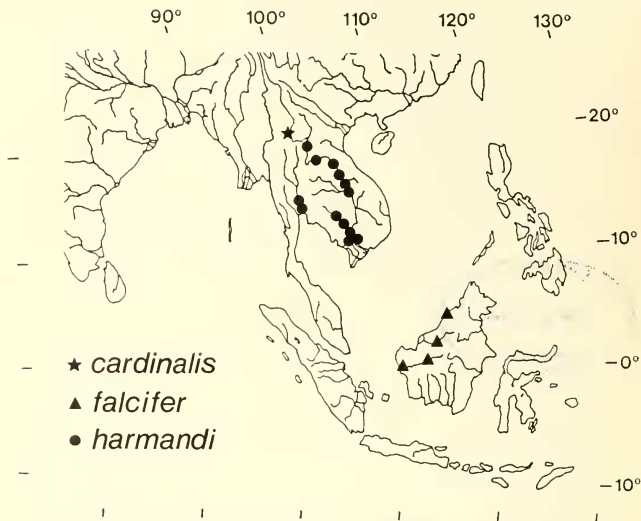 90° 100° 110° 120° 130°
–20°
–10°
–0°
–10°
★ cardinalis
▲ falcifer
● harmandi